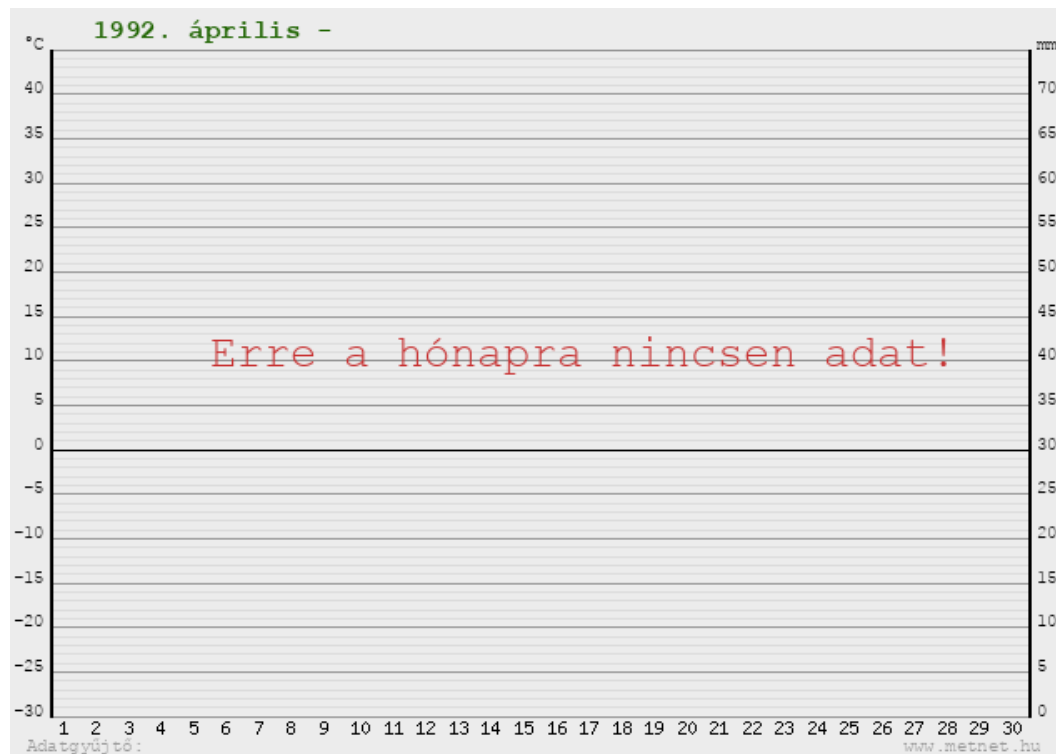 1992. április -
°C
mm
40 70
35 65
30 60
25 55
20 50
15 45
Erre a hónapra nincsen adat!
10 40
5 35
0 30
-5 25
-10 20
-15 15
-20 10
-25 5
-30 0
1 2 3 4 5 6 7 8 9 10 11 12 13 14 15 16 17 18 19 20 21 22 23 24 25 26 27 28 29 30
Adatgyűjtő: www.metnet.hu